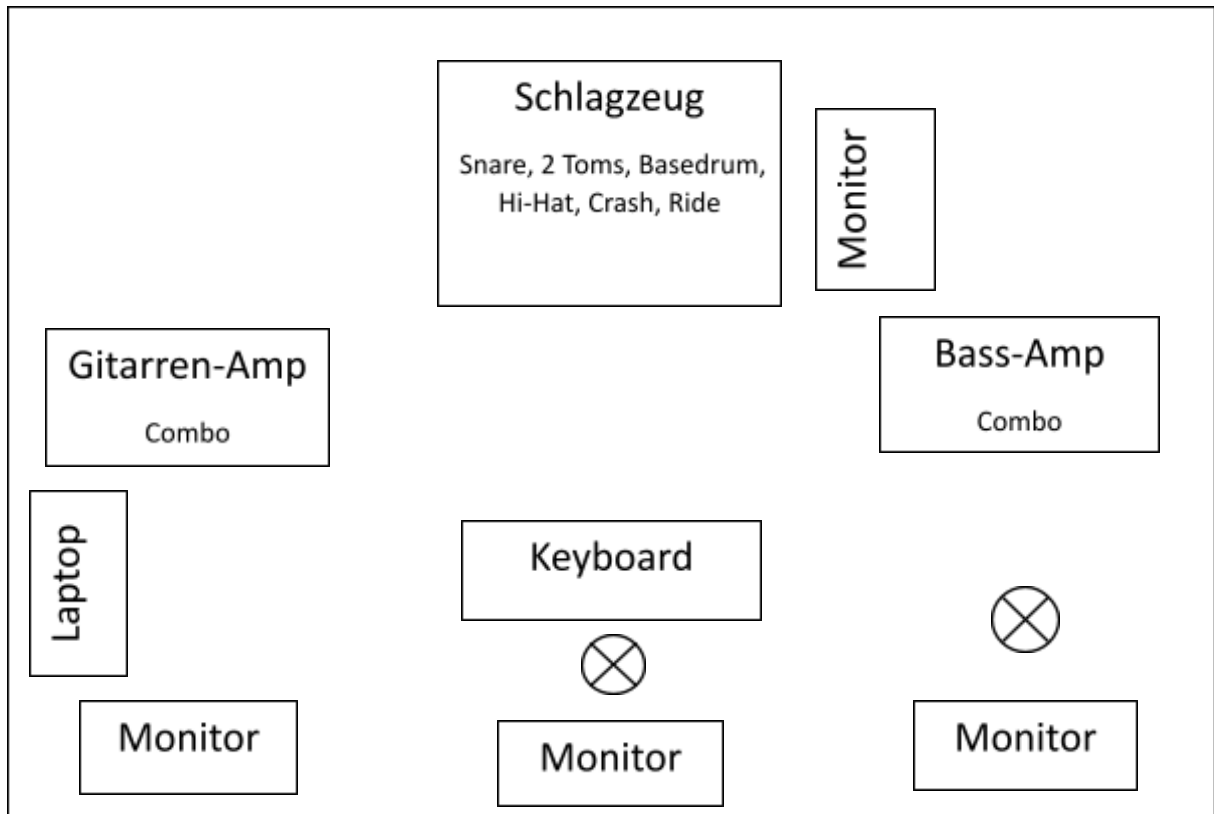 Schlagzeug
Snare, 2 Toms, Basedrum,
Hi-Hat, Crash, Ride
Monitor
Gitarren-Amp
Combo
Bass-Amp
Combo
Laptop
Keyboard
Monitor
Monitor
Monitor